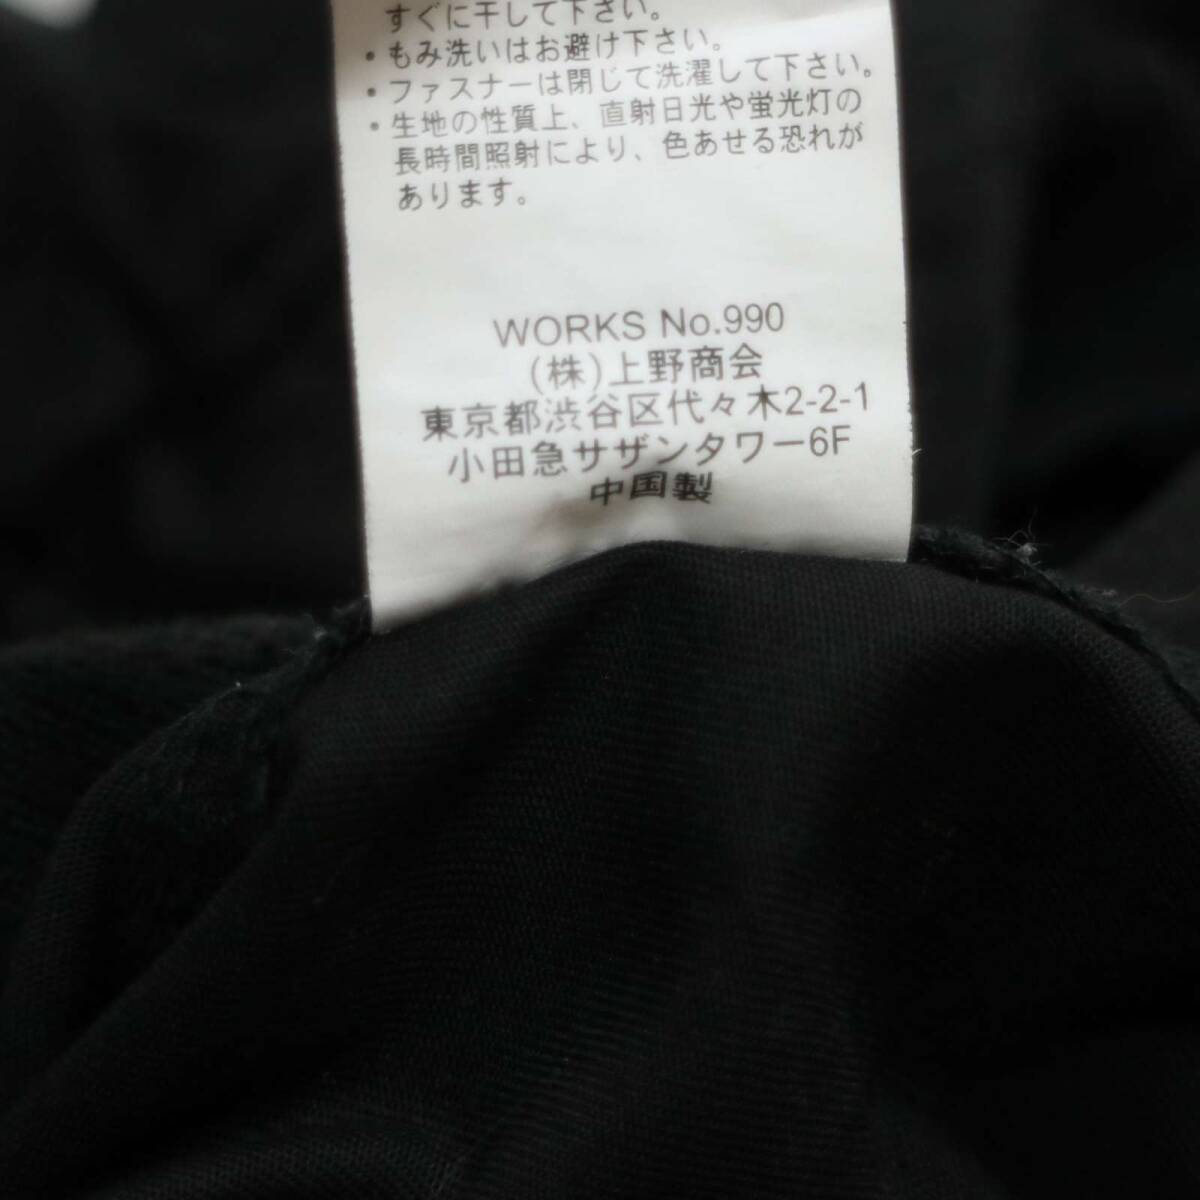 すぐに干して下さい。
・もみ洗いはお避け下さい。
・ファスナーは閉じて洗濯して下さい。
・生地の性質上、直射日光や蛍光灯の
長時間照射により、色あせる恐れが
あります。
WORKS No.990
(株)上野商会
東京都渋谷区代々木2-2-1
小田急サザンタワー6F
中国製